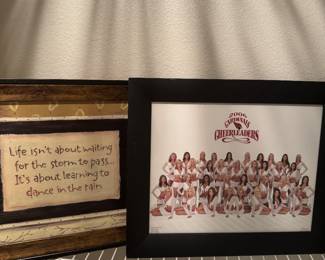 Life isn't about waiting
for the storm to pass...
It's about learning to
dance in the rain
2006
CARDINALS
CHEERLEADERS